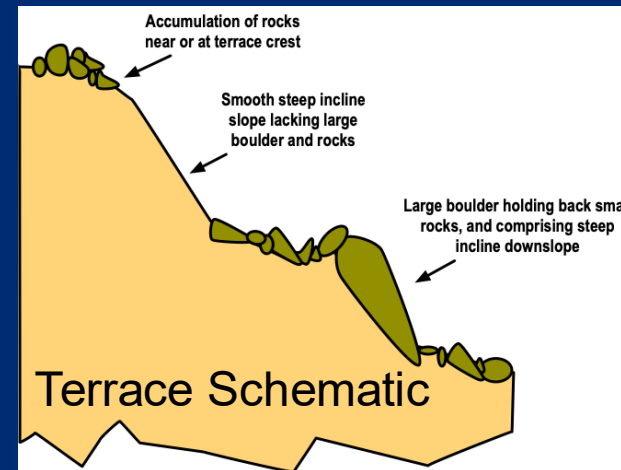 Accumulation of rocks
near or at terrace crest
Smooth steep incline
slope lacking large
boulder and rocks
Large boulder holding back sma
rocks, and comprising steep
incline downslope
Terrace Schematic